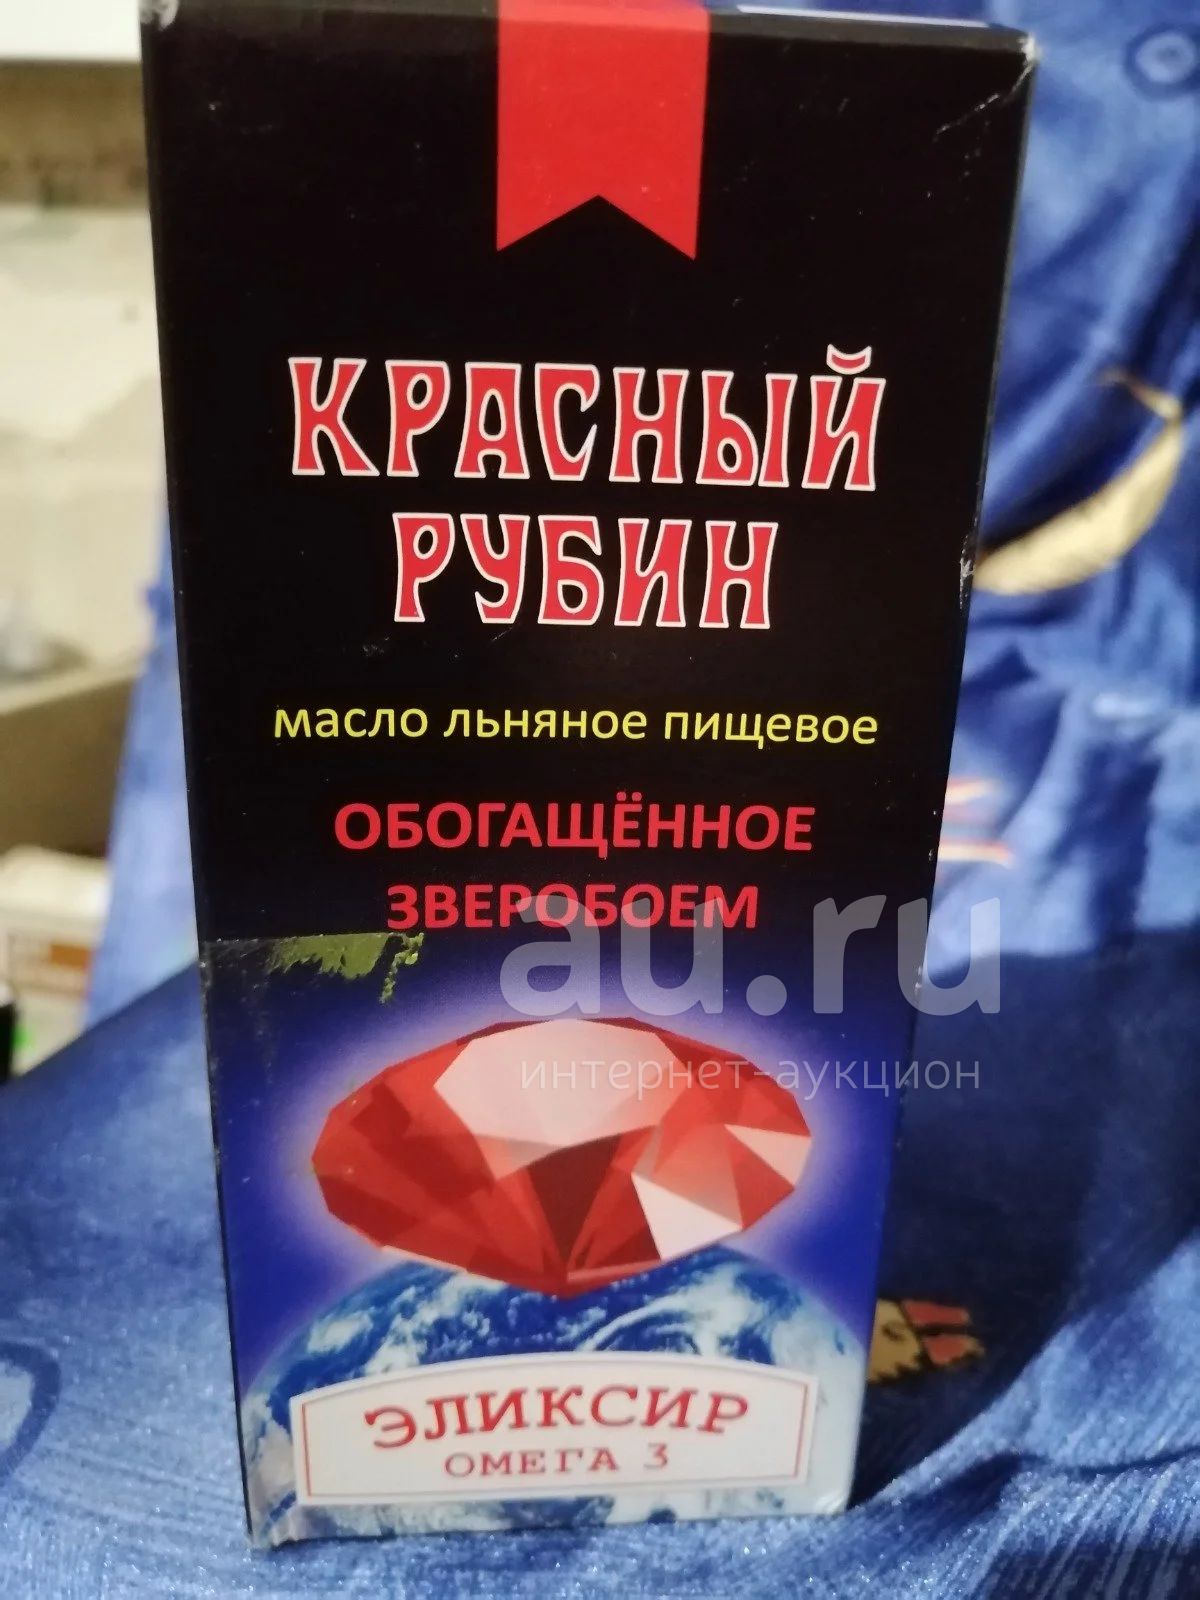 КРАСНЫЙ
РУБИН
масло льняное пищевое
ОБОГАЩЁННОЕ
ЗВЕРОБОЕМ
au.ru
интернет-аукцион
ЭЛИКСИР
ОМЕГА 3